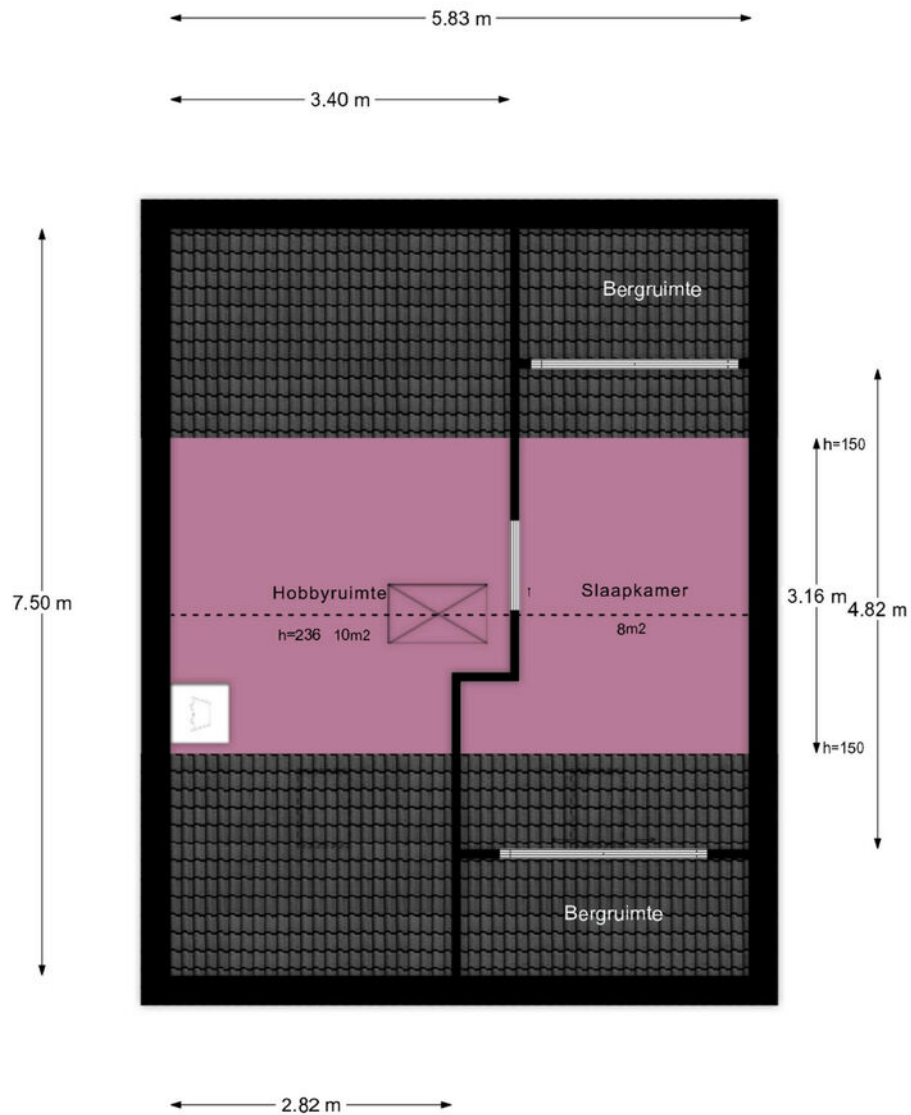 5.83 m
3.40 m
Bergruimte
h=150
7.50 m
Hobbyruimte
Slaapkamer
3.16 m
4.82 m
h=236 10m2
8m2
h=150
Bergruimte
2.82 m